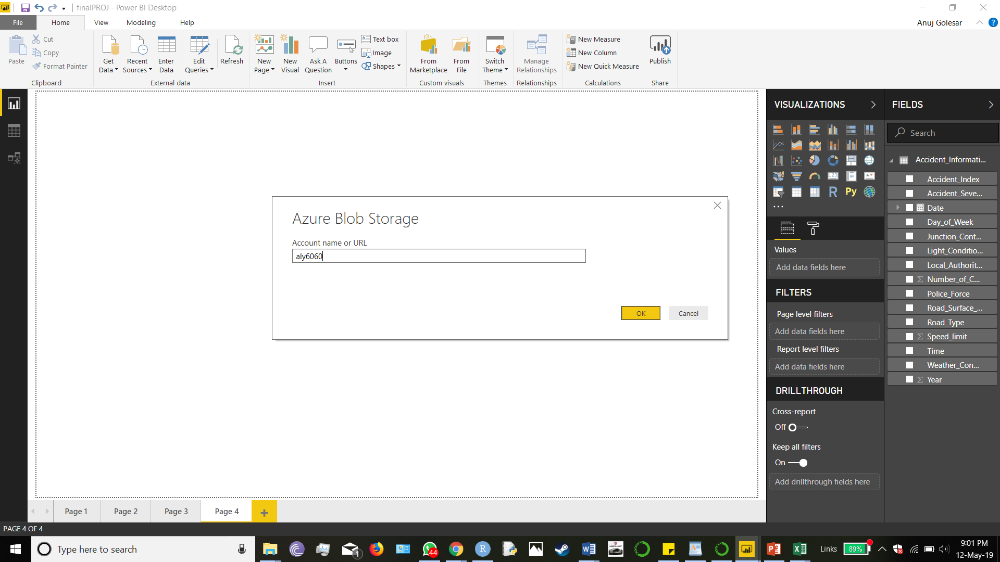 finalPROJ - Power BI Desktop
File
Home
View
Modeling
Help
Anuj Golesar
?
Paste
Cut
Copy
Format Painter
Clipboard
Get
Data
Recent
Sources
Enter
Data
Edit
Queries
Refresh
External data
New
Page
New
Visual
Ask A
Question
Buttons
Text box
Image
Shapes
Insert
From
Marketplace
From
File
Custom visuals
Switch
Theme
Themes
Manage
Relationships
Relationships
New Measure
New Column
New Quick Measure
Calculations
Publish
Share
Azure Blob Storage
Account name or URL
aly6060
OK
Cancel
VISUALIZATIONS
123
R
Py
Values
Add data fields here
FILTERS
Page level filters
Add data fields here
Report level filters
Add data fields here
DRILLTHROUGH
Cross-report
Off
Keep all filters
On
Add drillthrough fields here
FIELDS
Search
Accident_Informati...
Accident_Index
Accident_Seve...
Date
Day_of_Week
Junction_Cont...
Light_Conditio...
Local_Authorit...
Σ Number_of_C...
Police_Force
Road_Surface_...
Road_Type
Σ Speed_limit
Time
Weather_Con...
Σ Year
Page 1
Page 2
Page 3
Page 4
+
PAGE 4 OF 4
Type here to search
1
44
R
W
P
X
Links
89%
9:01 PM
12-May-19